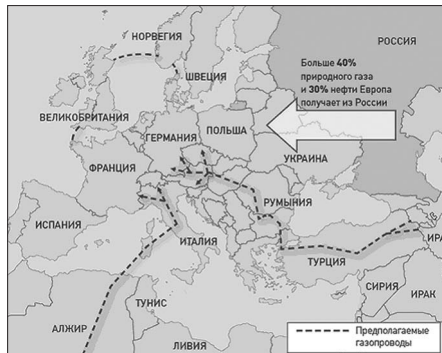 НОРВЕГИЯ
РОССИЯ
ШВЕЦИЯ
Больше 40%
природного газа
и 30% нефти Европа
получает из России
ВЕЛИКОБРИТАНИЯ
ГЕРМАНИЯ
ПОЛЬША
ФРАНЦИЯ
УКРАИНА
РУМЫНИЯ
ИСПАНИЯ
ИТАЛИЯ
ИРА
ТУРЦИЯ
СИРИЯ
ИРАК
ТУНИС
АЛЖИР
ЛИВИЯ
Предполагаемые
газопроводы